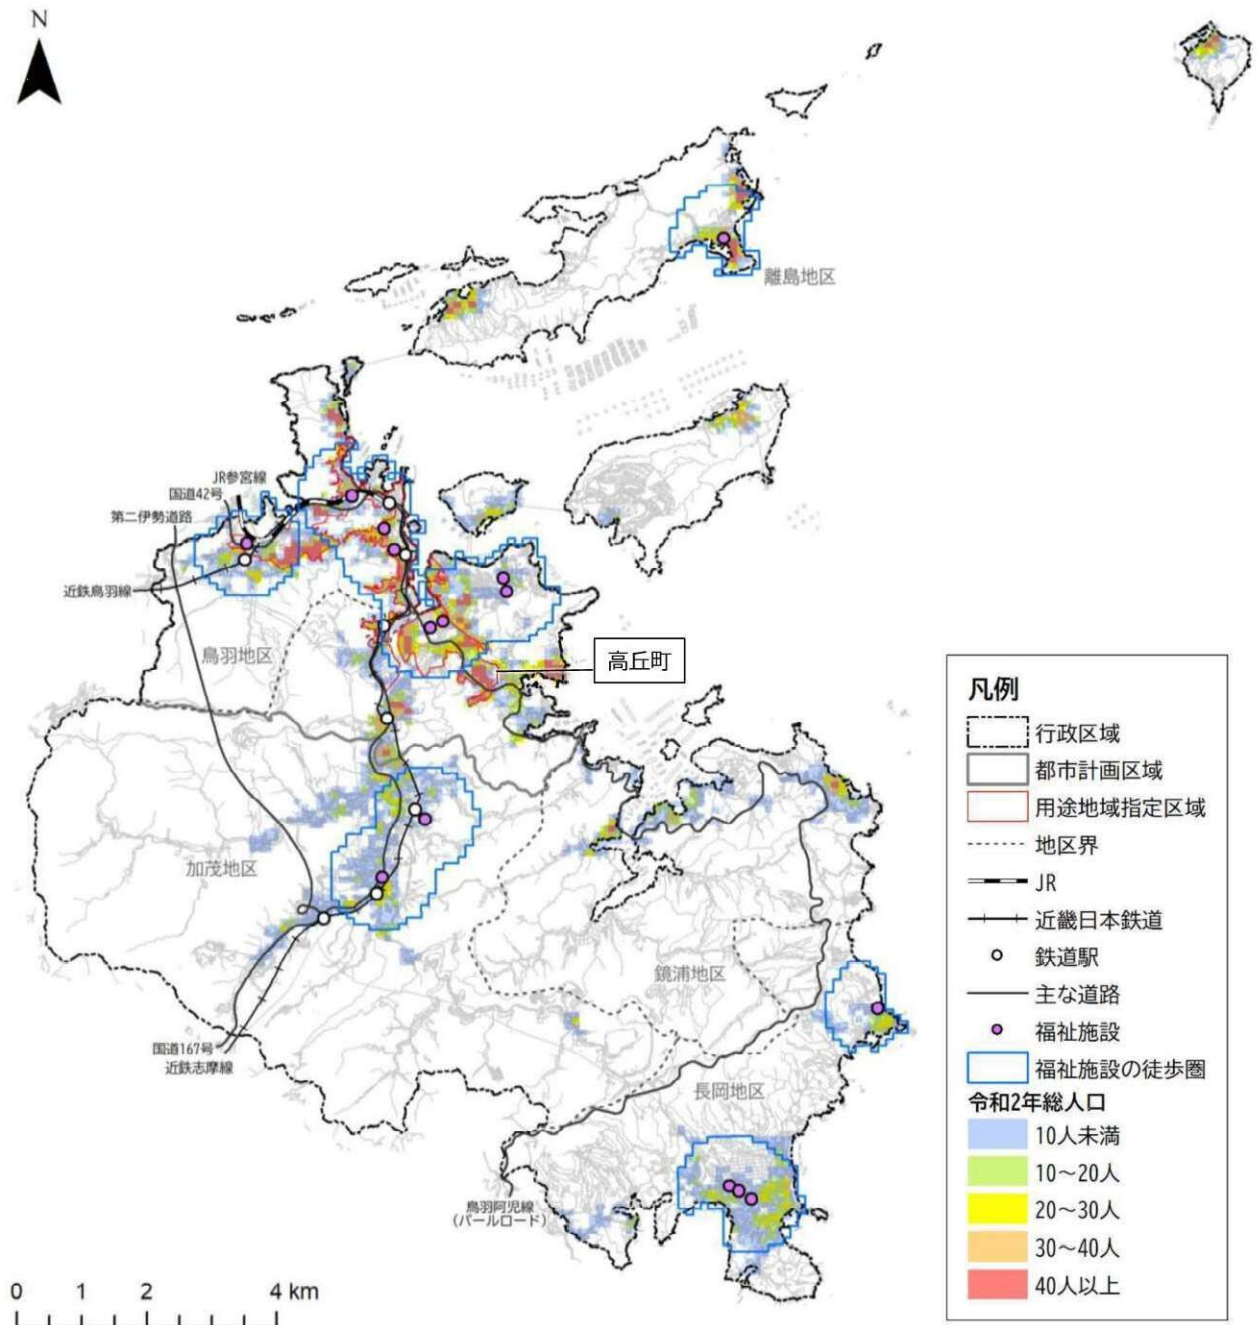 N
離島地区
JR参宮線
国道42号
第二伊勢道路
近鉄鳥羽線
鳥羽地区
高丘町
加茂地区
鏡浦地区
国道167号
近鉄志摩線
長岡地区
鳥羽阿児線
(パールロード)
0 1 2 4 km
凡例
行政区域
都市計画区域
用途地域指定区域
地区界
JR
近畿日本鉄道
鉄道駅
主な道路
福祉施設
福祉施設の徒歩圏
令和2年総人口
10人未満
10～20人
20～30人
30～40人
40人以上